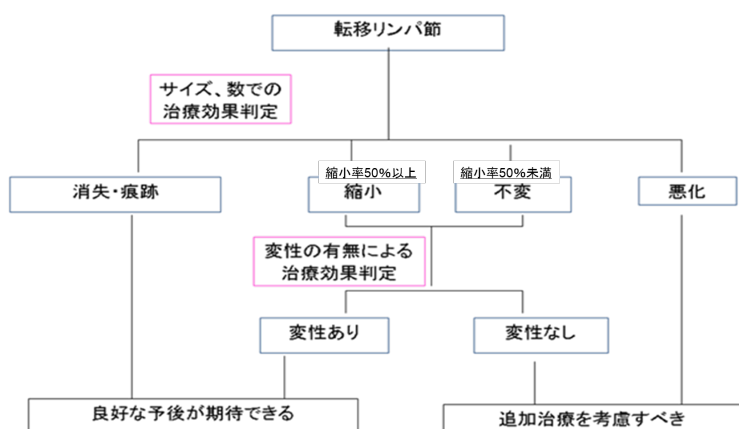 転移リンパ節
サイズ、数での
治療効果判定
縮小率50%以上
縮小率50%未満
消失・痕跡
縮小
不変
悪化
変性の有無による
治療効果判定
変性あり
変性なし
良好な予後が期待できる
追加治療を考慮すべき